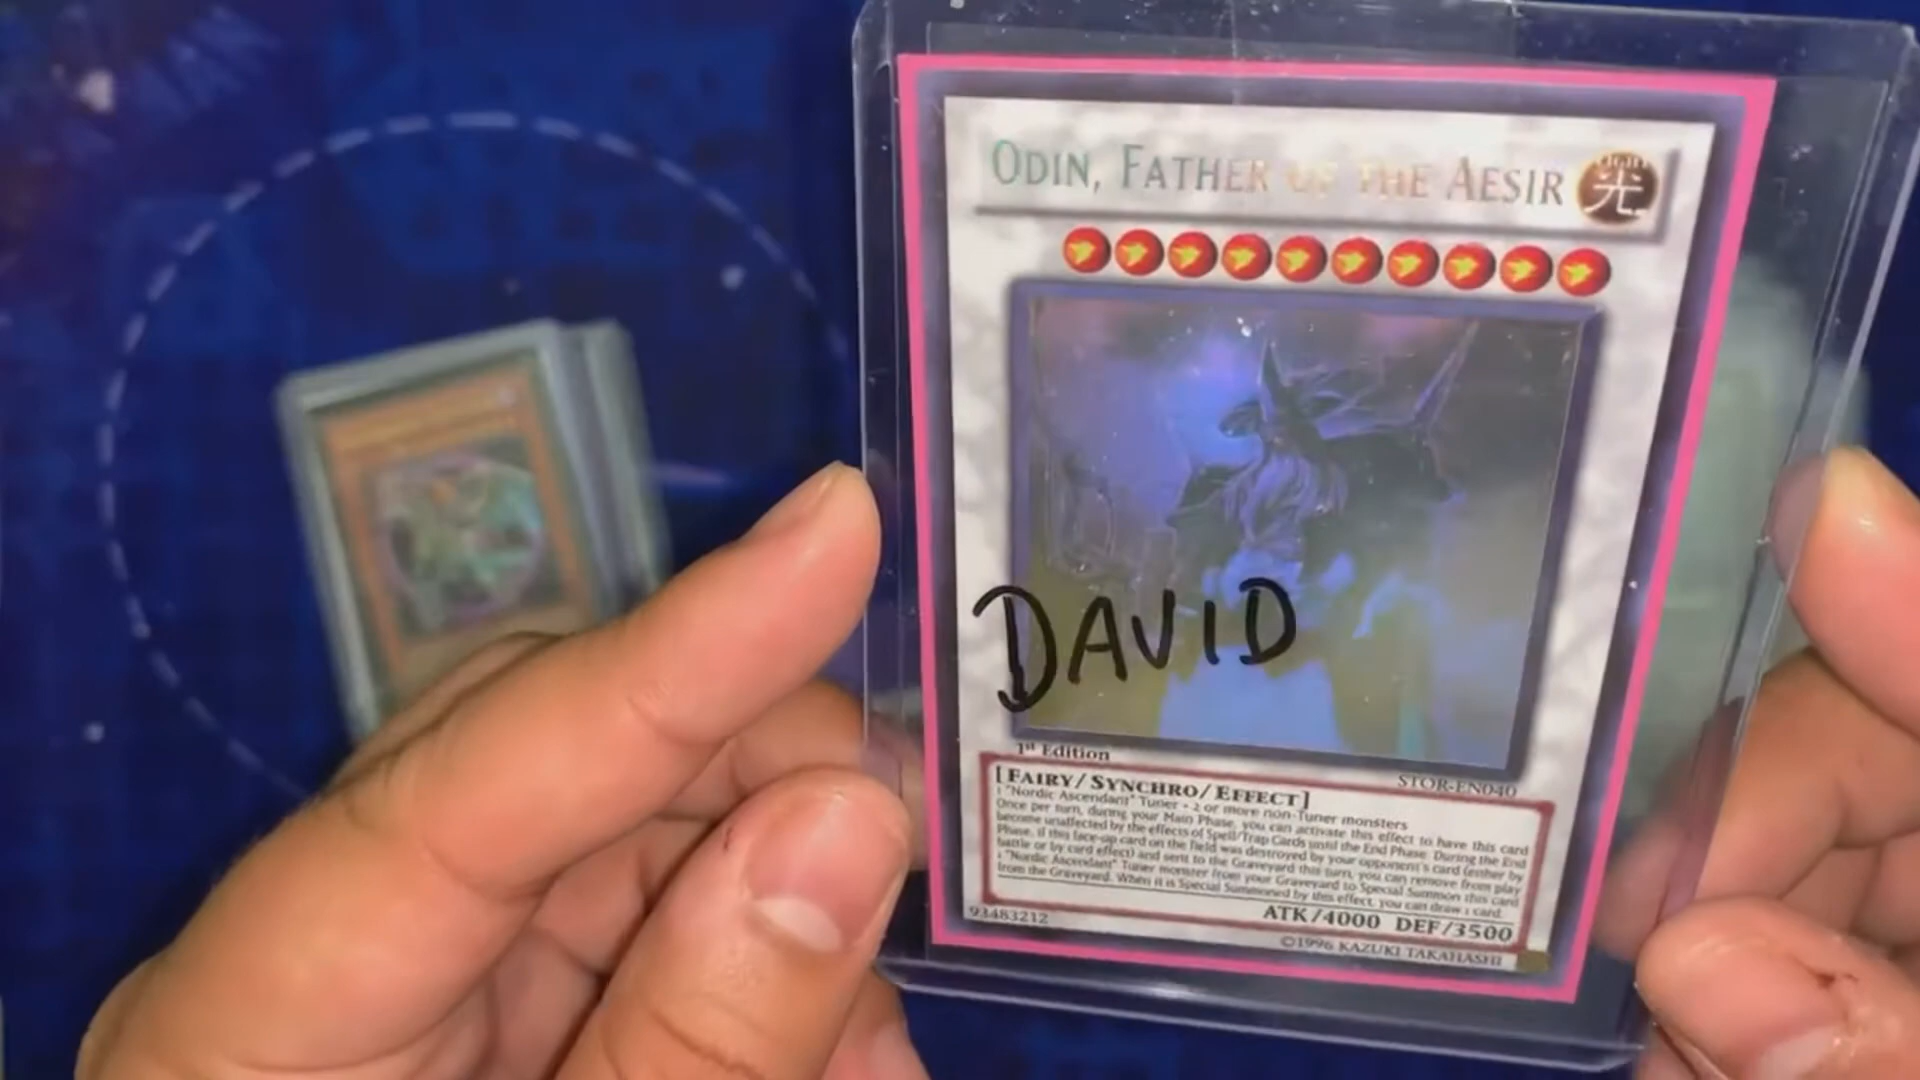 ODIN, FATHER OF THE AESIR
LIGHT
光
DAVID
1st Edition
STOR-EN040
[FAIRY/SYNCHRO/EFFECT]
1 "Nordic Ascendant" Tuner + 2 or more non-Tuner monsters
Once per turn, during your Main Phase, you can activate this effect to have this card
become unaffected by the effects of Spell/Trap Cards until the End Phase. During the End
Phase, if this face-up card on the field was destroyed by your opponent's card (either by
battle or by card effect) and sent to the Graveyard this turn, you can remove from play
1 "Nordic Ascendant" Tuner monster from your Graveyard to Special Summon this card
from the Graveyard. When it is Special Summoned by this effect, you can draw 1 card.
ATK/4000 DEF/3500
93483212
©1996 KAZUKI TAKAHASHI